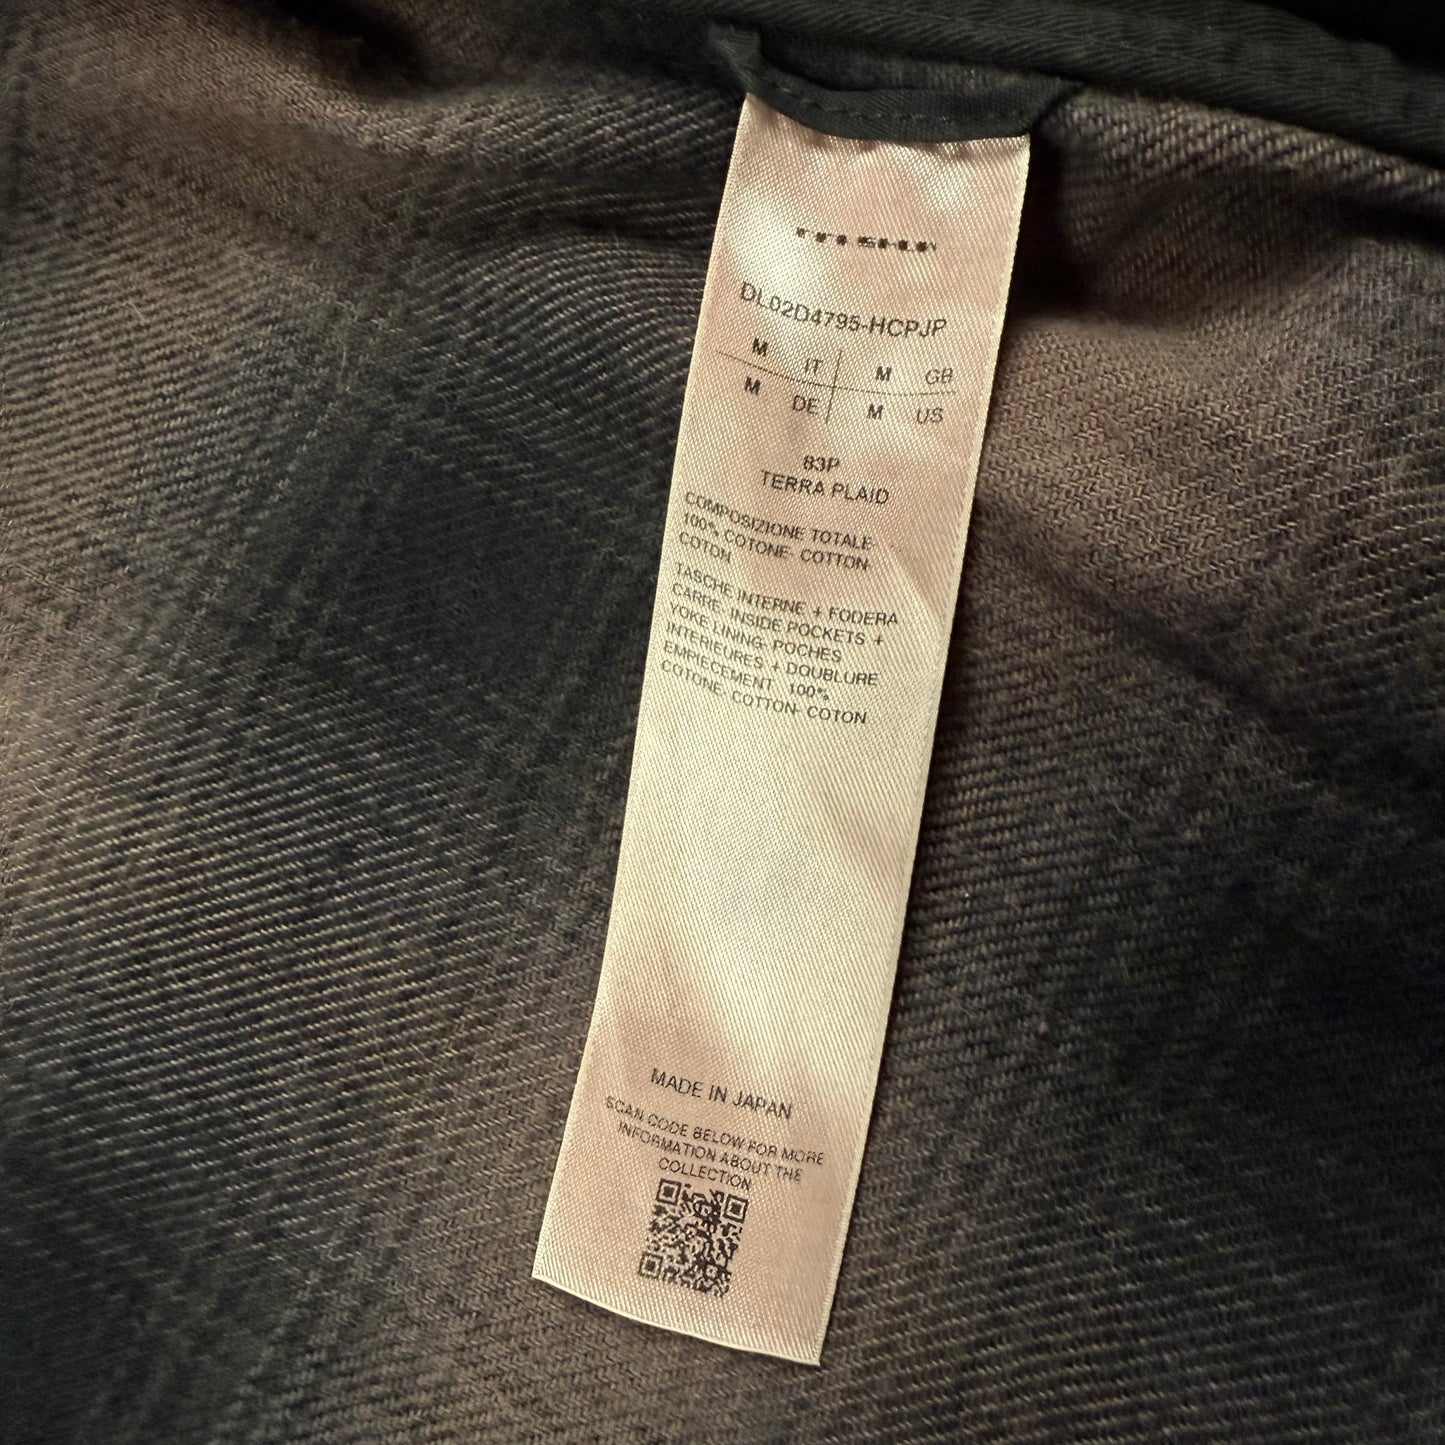 DL02D4795-HCPJP
M IT M GB
M DE M US
83P
TERRA PLAID
COMPOSIZIONE TOTALE-
100% COTONE- COTTON-
COTON
TASCHE INTERNE + FODERA
CARRE. INSIDE POCKETS +
YOKE LINING- POCHES
INTERIEURES + DOUBLURE
EMPIECEMENT 100%
COTONE- COTTON- COTON
MADE IN JAPAN
SCAN CODE BELOW FOR MORE
INFORMATION ABOUT THE
COLLECTION